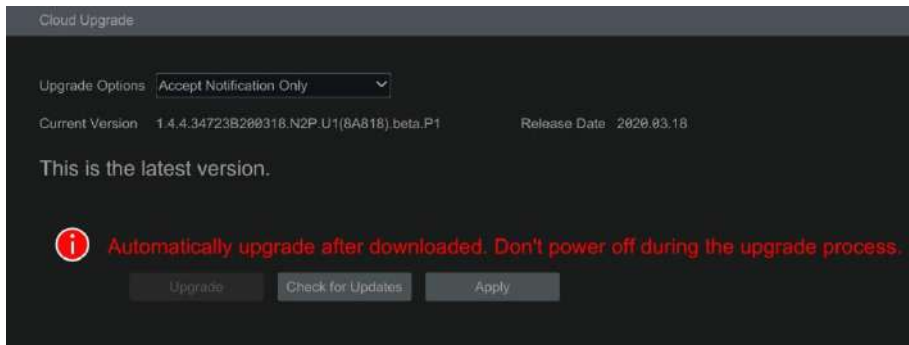 Cloud Upgrade
Upgrade Options Accept Notification Only
Current Version 1.4.4.34723B200318.N2P.U1(8A818).beta.P1 Release Date 2020.03.18
This is the latest version.
Automatically upgrade after downloaded. Don't power off during the upgrade process.
Upgrade Check for Updates Apply